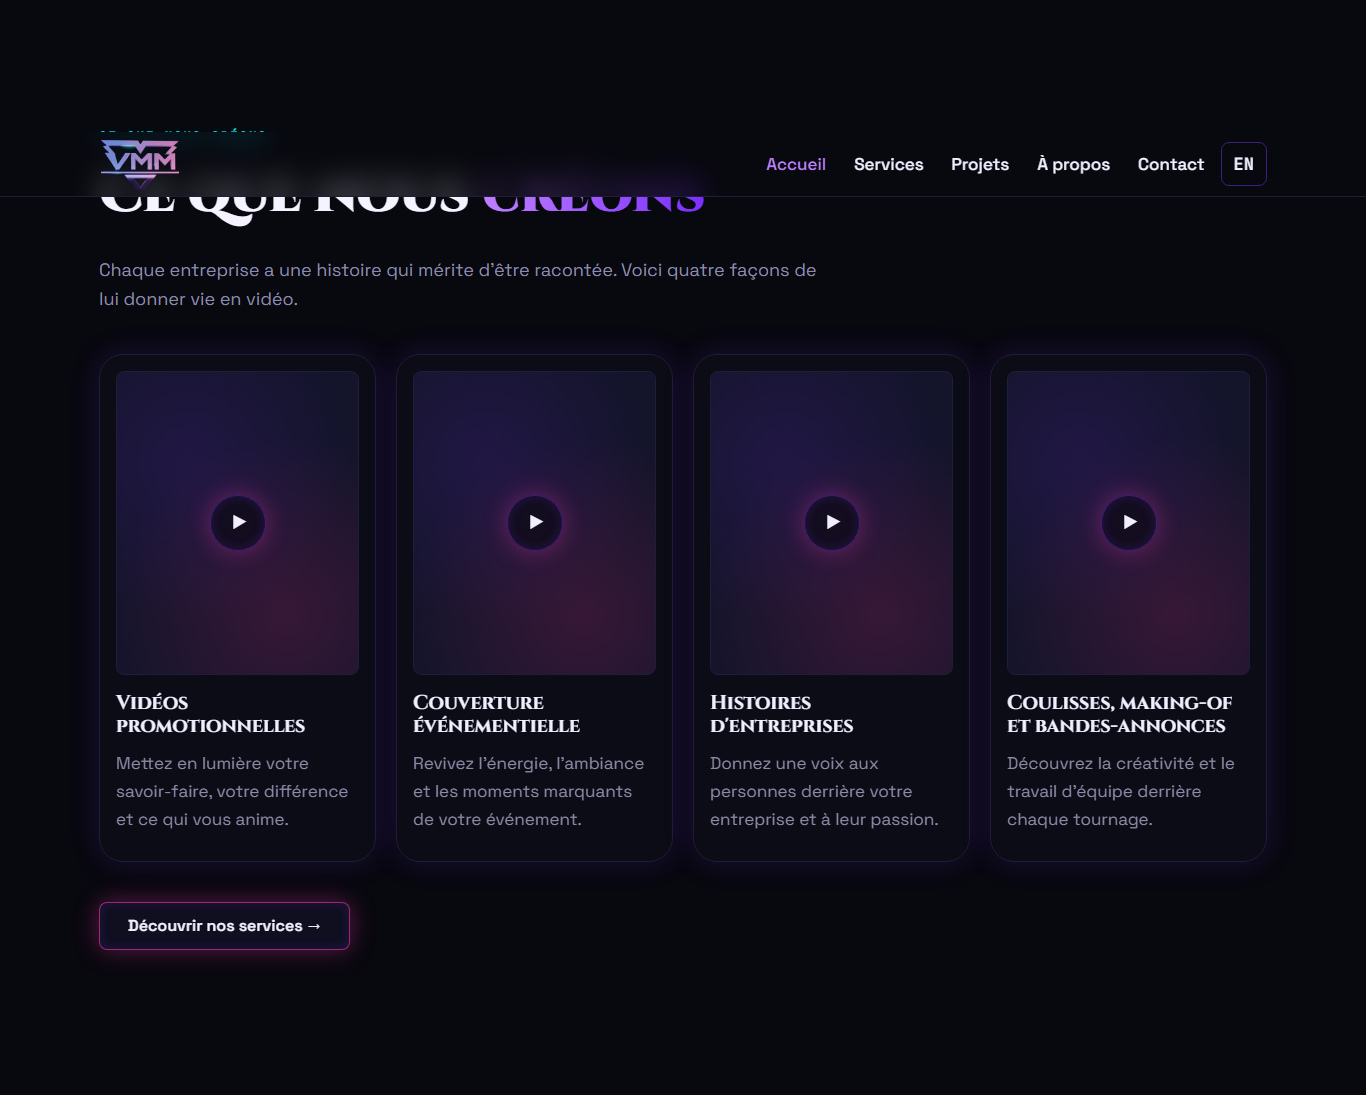 VMM
Accueil
Services
Projets
À propos
Contact
EN
Ce que nous créons
Chaque entreprise a une histoire qui mérite d’être racontée. Voici quatre façons de
lui donner vie en vidéo.
Vidéos
promotionnelles
Mettez en lumière votre
savoir-faire, votre différence
et ce qui vous anime.
Couverture
événementielle
Revivez l’énergie, l’ambiance
et les moments marquants
de votre événement.
Histoires
d'entreprises
Donnez une voix aux
personnes derrière votre
entreprise et à leur passion.
Coulisses, making-of
et bandes-annonces
Découvrez la créativité et le
travail d’équipe derrière
chaque tournage.
Découvrir nos services →